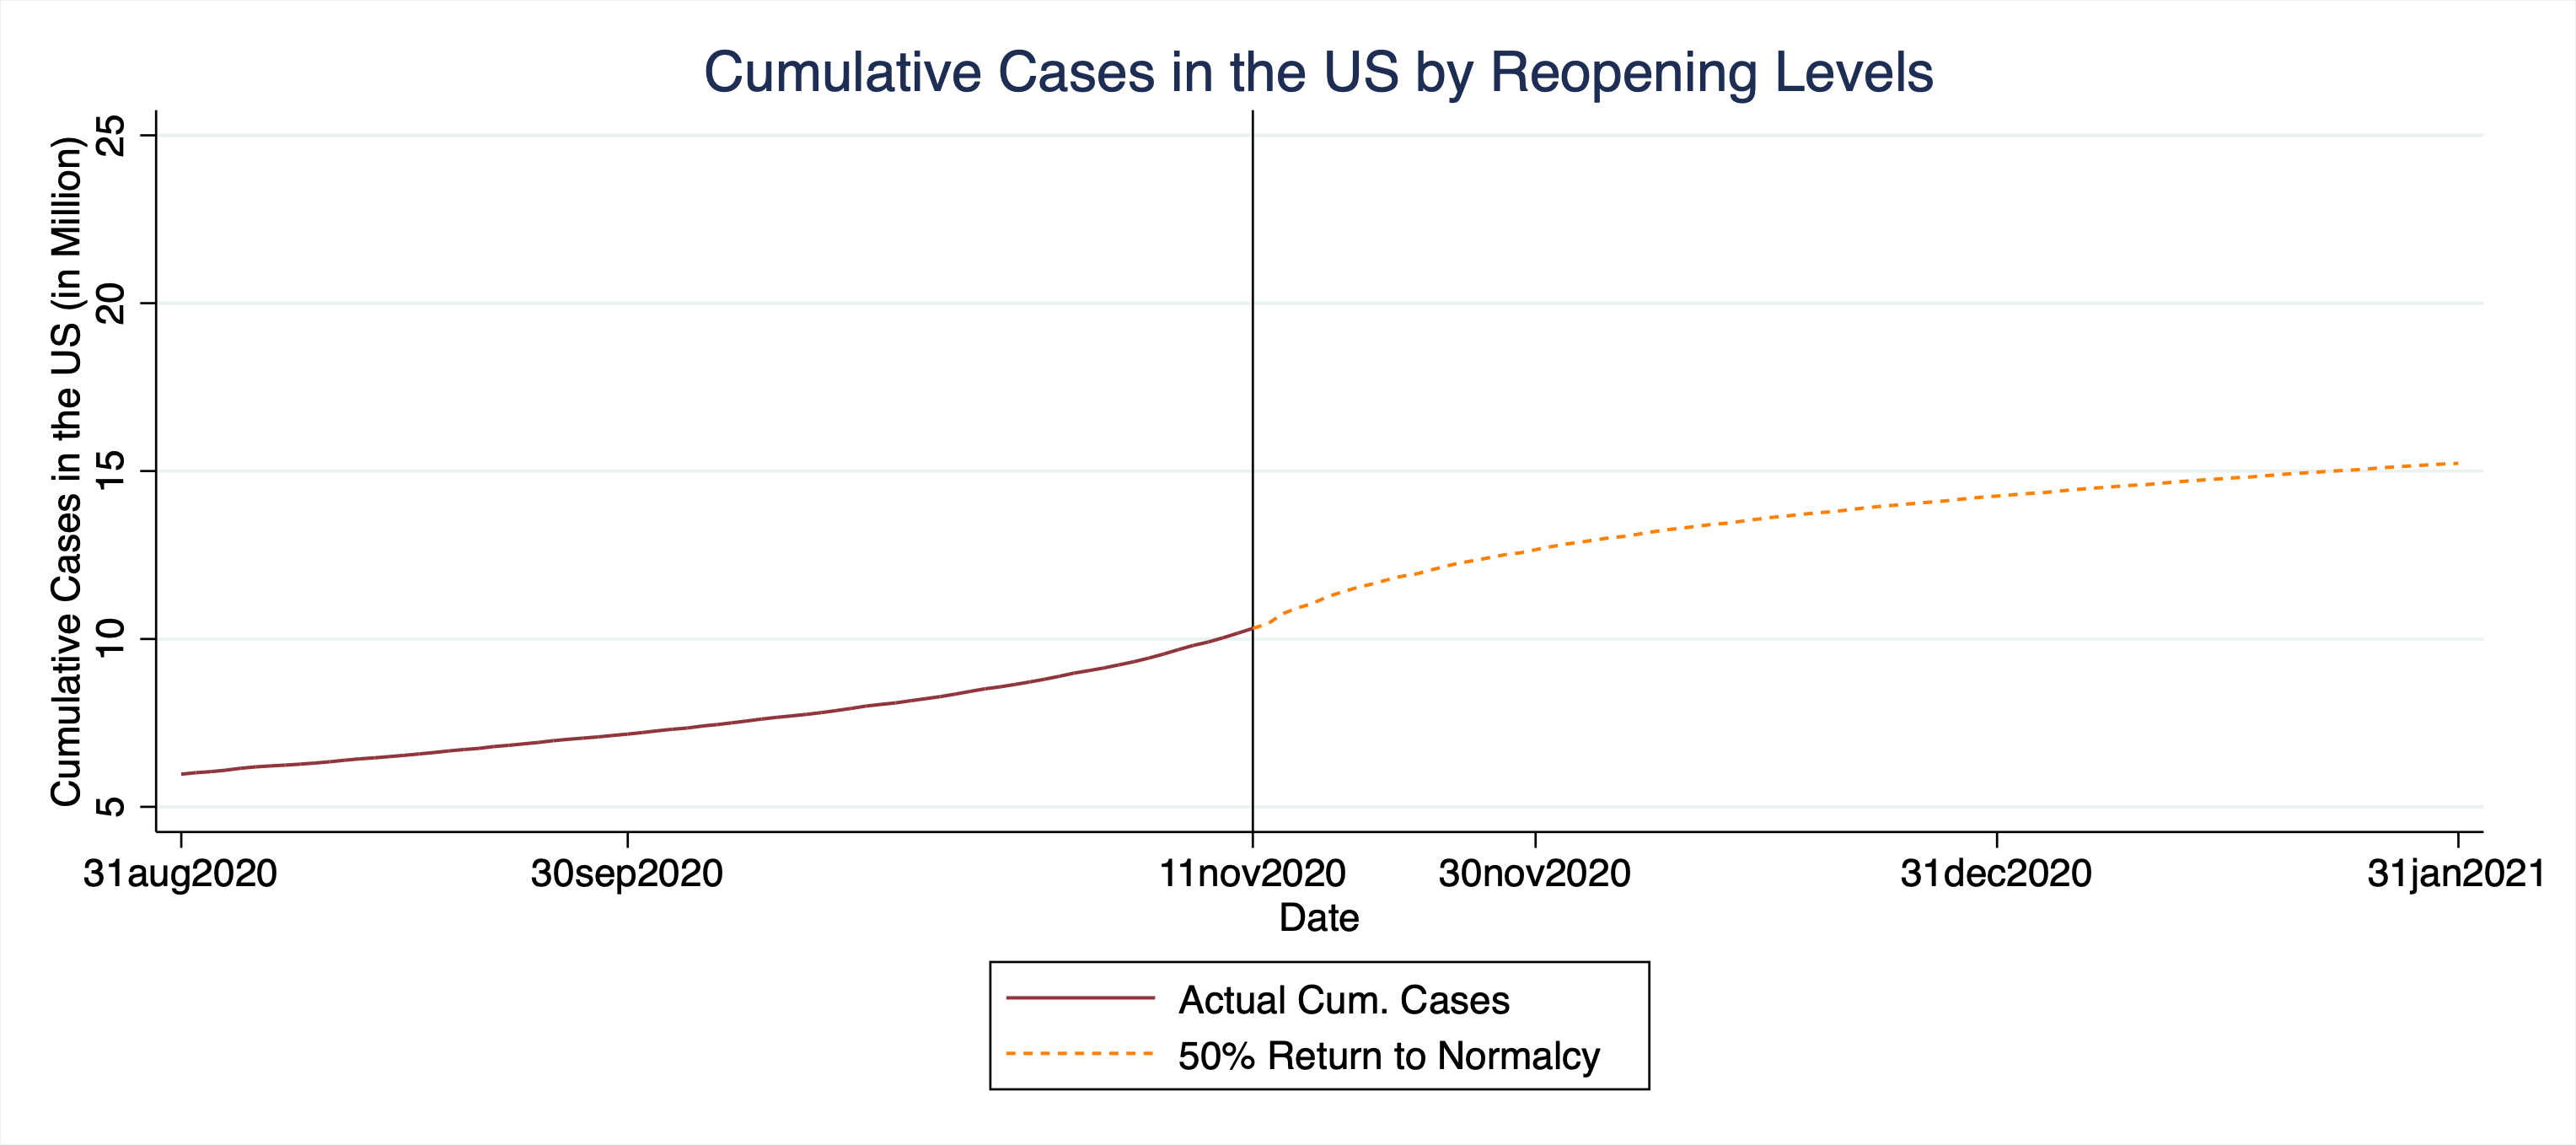 Cumulative Cases in the US by Reopening Levels
Cumulative Cases in the US (in Million)
25
20
15
10
5
31aug2020
30sep2020
11nov2020
30nov2020
31dec2020
31jan2021
Date
Actual Cum. Cases
50% Return to Normalcy